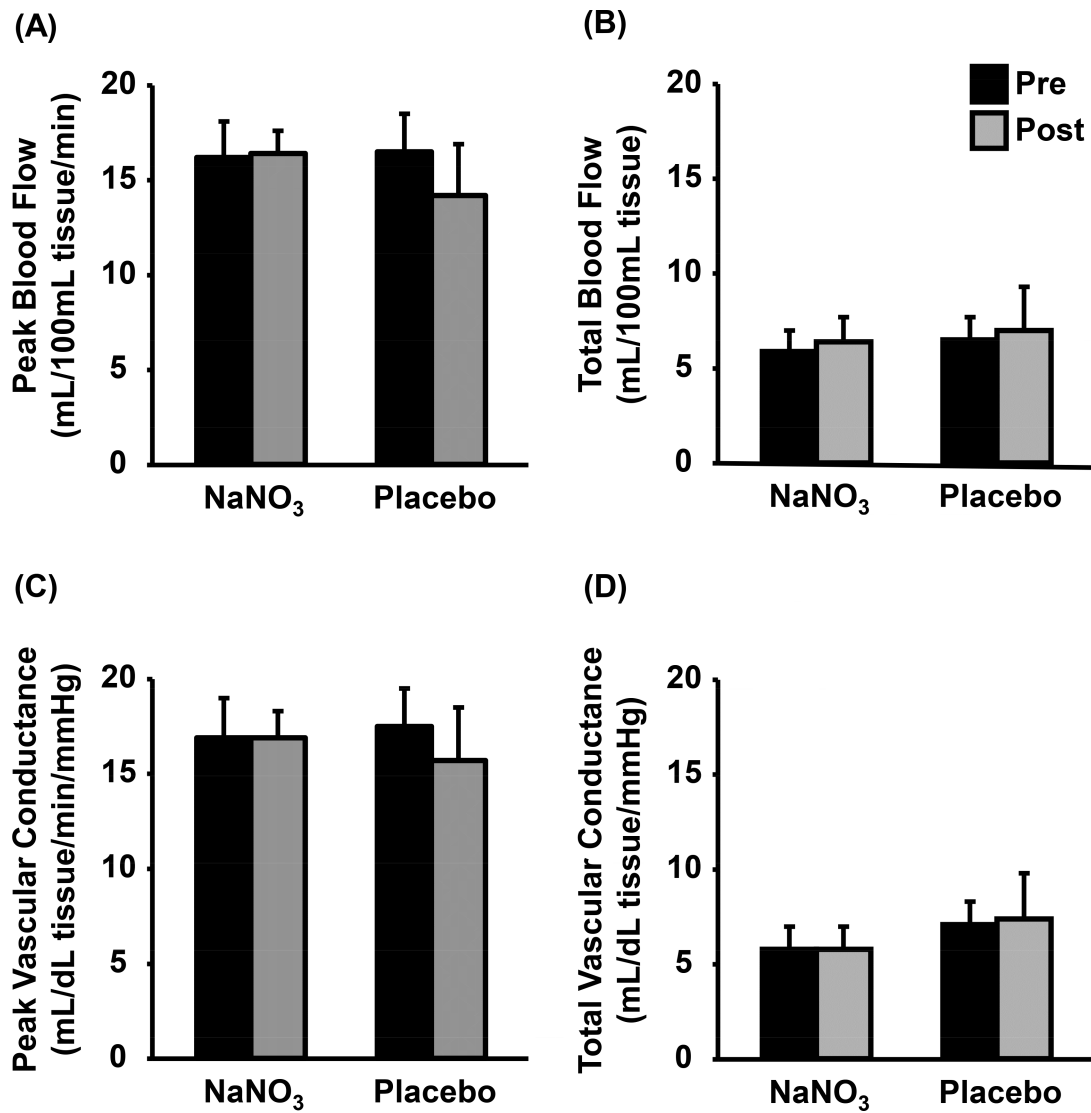 (A)
Peak Blood Flow
(mL/100mL tissue/min)
20
15
10
5
0
NaNO₃ Placebo
(B)
Total Blood Flow
(mL/100mL tissue)
20
15
10
5
0
Pre
Post
NaNO₃ Placebo
(C)
Peak Vascular Conductance
(mL/dL tissue/min/mmHg)
20
15
10
5
0
NaNO₃ Placebo
(D)
Total Vascular Conductance
(mL/dL tissue/mmHg)
20
15
10
5
0
NaNO₃ Placebo